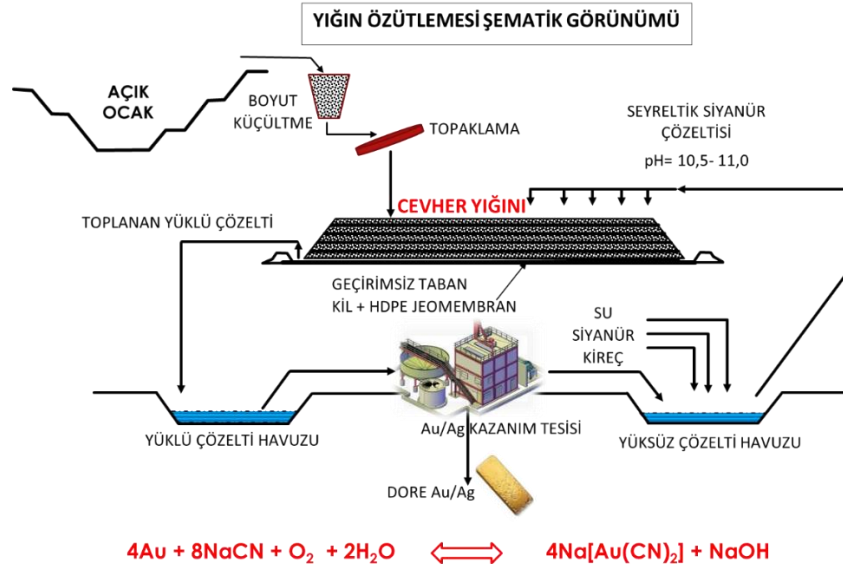 YIĞIN ÖZÜTLEMESİ ŞEMATİK GÖRÜNÜMÜ
AÇIK
OCAK
BOYUT
KÜÇÜLTME
TOPAKLAMA
SEYRELTİK SİYANÜR
ÇÖZELTİSİ
pH= 10,5- 11,0
CEVHER YIĞINI
TOPLANAN YÜKLÜ ÇÖZELTİ
GEÇİRİMSİZ TABAN
KİL + HDPE JEOMEMBRAN
SU
SİYANÜR
KİREÇ
YÜKLÜ ÇÖZELTİ HAVUZU
Au/Ag KAZANIM TESİSİ
YÜKSÜZ ÇÖZELTİ HAVUZU
DORE Au/Ag
4Au + 8NaCN + O₂ + 2H₂O ⟺ 4Na[Au(CN)₂] + NaOH